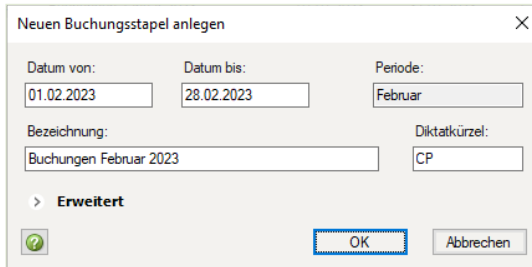 Neuen Buchungsstapel anlegen
Datum von: Datum bis: Periode:
01.02.2023 28.02.2023 Februar
Bezeichnung: Diktatkürzel:
Buchungen Februar 2023 CP
Erweitert
OK Abbrechen